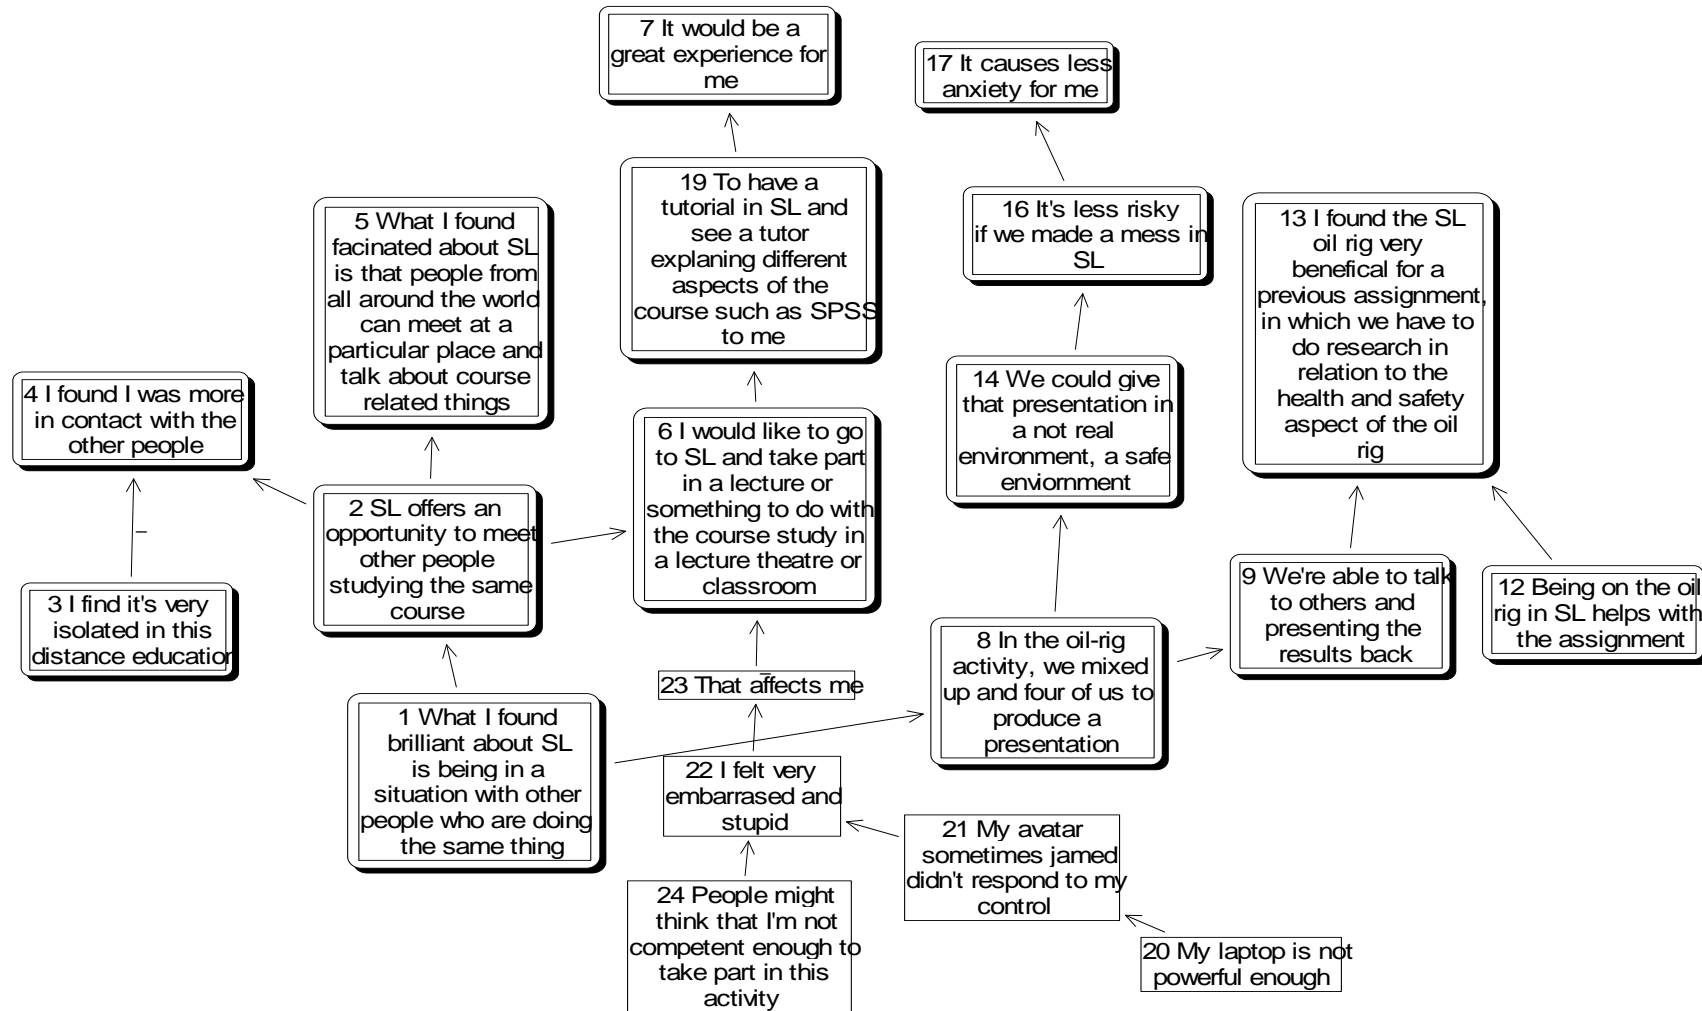 7 It would be a
great experience for
me
17 It causes less
anxiety for me
19 To have a
tutorial in SL and
see a tutor
explaning different
aspects of the
course such as SPSS
to me
16 It's less risky
if we made a mess in
SL
13 I found the SL
oil rig very
benefical for a
previous assignment,
in which we have to
do research in
relation to the
health and safety
aspect of the oil
rig
5 What I found
facinated about SL
is that people from
all around the world
can meet at a
particular place and
talk about course
related things
4 I found I was more
in contact with the
other people
14 We could give
that presentation in
a not real
environment, a safe
enviornment
6 I would like to go
to SL and take part
in a lecture or
something to do with
the course study in
a lecture theatre or
classroom
2 SL offers an
opportunity to meet
other people
studying the same
course
3 I find it's very
isolated in this
distance education
9 We're able to talk
to others and
presenting the
results back
12 Being on the oil
rig in SL helps with
the assignment
8 In the oil-rig
activity, we mixed
up and four of us to
produce a
presentation
23 That affects me
1 What I found
brilliant about SL
is being in a
situation with other
people who are doing
the same thing
22 I felt very
embarrased and
stupid
21 My avatar
sometimes jamed
didn't respond to my
control
24 People might
think that I'm not
competent enough to
take part in this
activity
20 My laptop is not
powerful enough